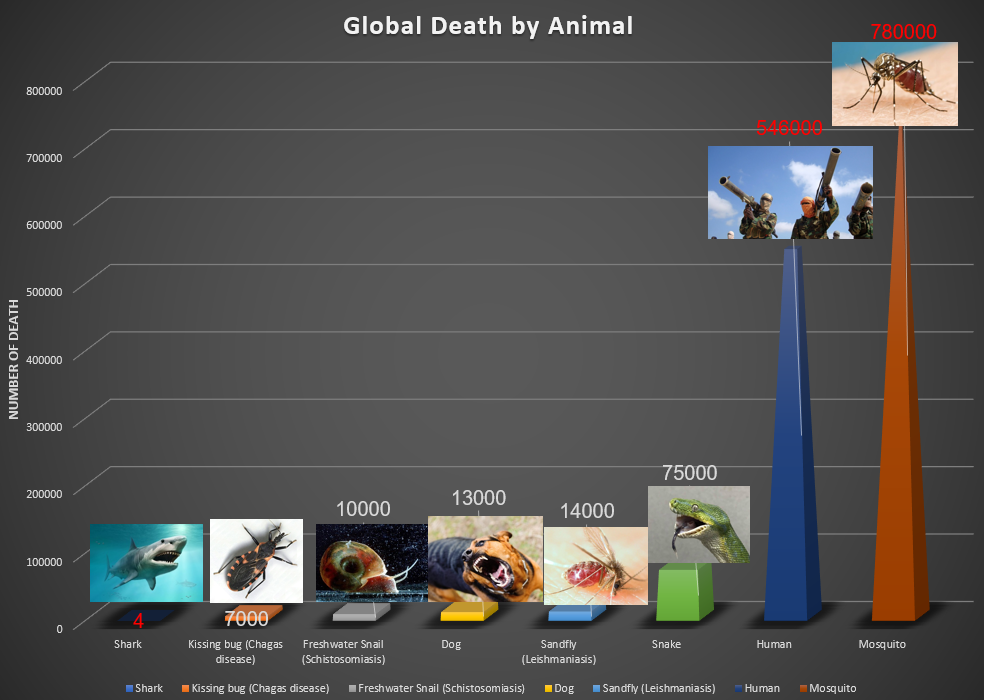 Global Death by Animal
780000
546000
75000
13000
14000
10000
4
7000
NUMBER OF DEATH
800000
700000
600000
500000
400000
300000
200000
100000
0
Shark
Kissing bug (Chagas
disease)
Freshwater Snail
(Schistosomiasis)
Dog
Sandfly
(Leishmaniasis)
Snake
Human
Mosquito
Shark Kissing bug (Chagas disease) Freshwater Snail (Schistosomiasis) Dog Sandfly (Leishmaniasis) Snake Human Mosquito